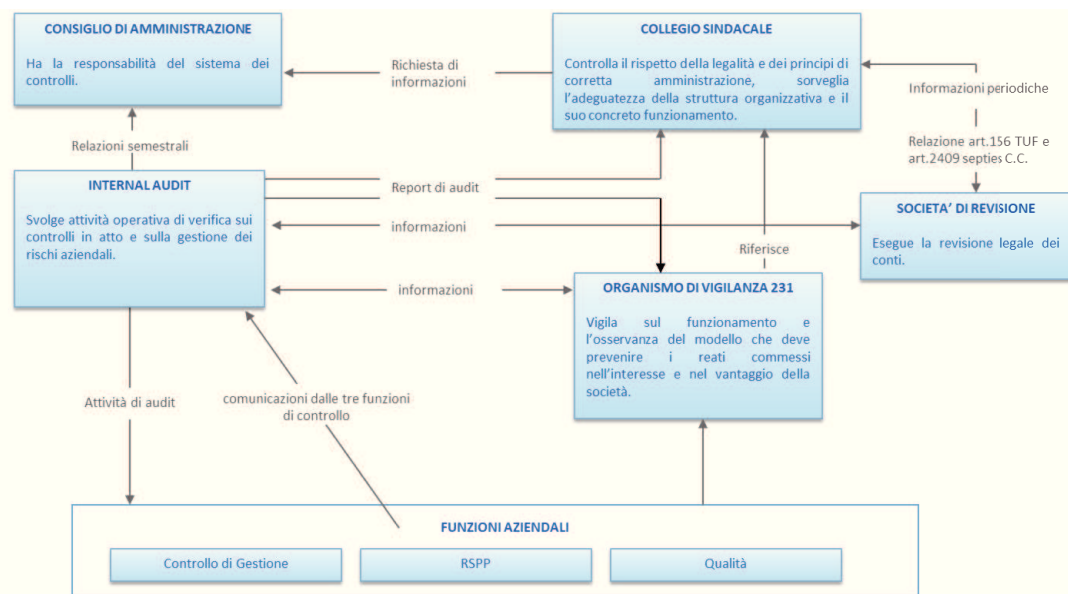 CONSIGLIO DI AMMINISTRAZIONE
Ha la responsabilità del sistema dei
controlli.
COLLEGIO SINDACALE
Controlla il rispetto della legalità e dei principi di
corretta amministrazione, sorveglia
l'adeguatezza della struttura organizzativa e il
suo concreto funzionamento.
Richiesta di
informazioni
Informazioni periodiche
Relazione art.156 TUF e
art.2409 septies C.C.
Relazioni semestrali
INTERNAL AUDIT
Svolge attività operativa di verifica sui
controlli in atto e sulla gestione dei
rischi aziendali.
Report di audit
informazioni
SOCIETA' DI REVISIONE
Esegue la revisione legale dei
conti.
Riferisce
informazioni
ORGANISMO DI VIGILANZA 231
Vigila sul funzionamento e
l'osservanza del modello che deve
prevenire i reati commessi
nell'interesse e nel vantaggio della
società.
Attività di audit
comunicazioni dalle tre funzioni
di controllo
FUNZIONI AZIENDALI
Controllo di Gestione
RSPP
Qualità